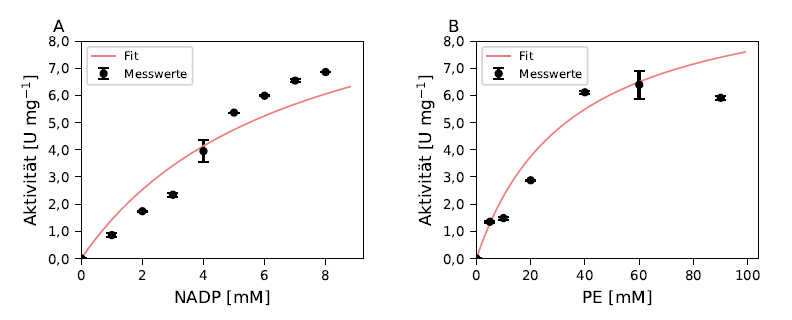 A
8,0
7,0
6,0
5,0
4,0
3,0
2,0
1,0
0,0
Aktivität [U mg⁻¹]
Fit
Messwerte
0 2 4 6 8
NADP [mM]
B
8,0
7,0
6,0
5,0
4,0
3,0
2,0
1,0
0,0
Aktivität [U mg⁻¹]
Fit
Messwerte
0 20 40 60 80 100
PE [mM]